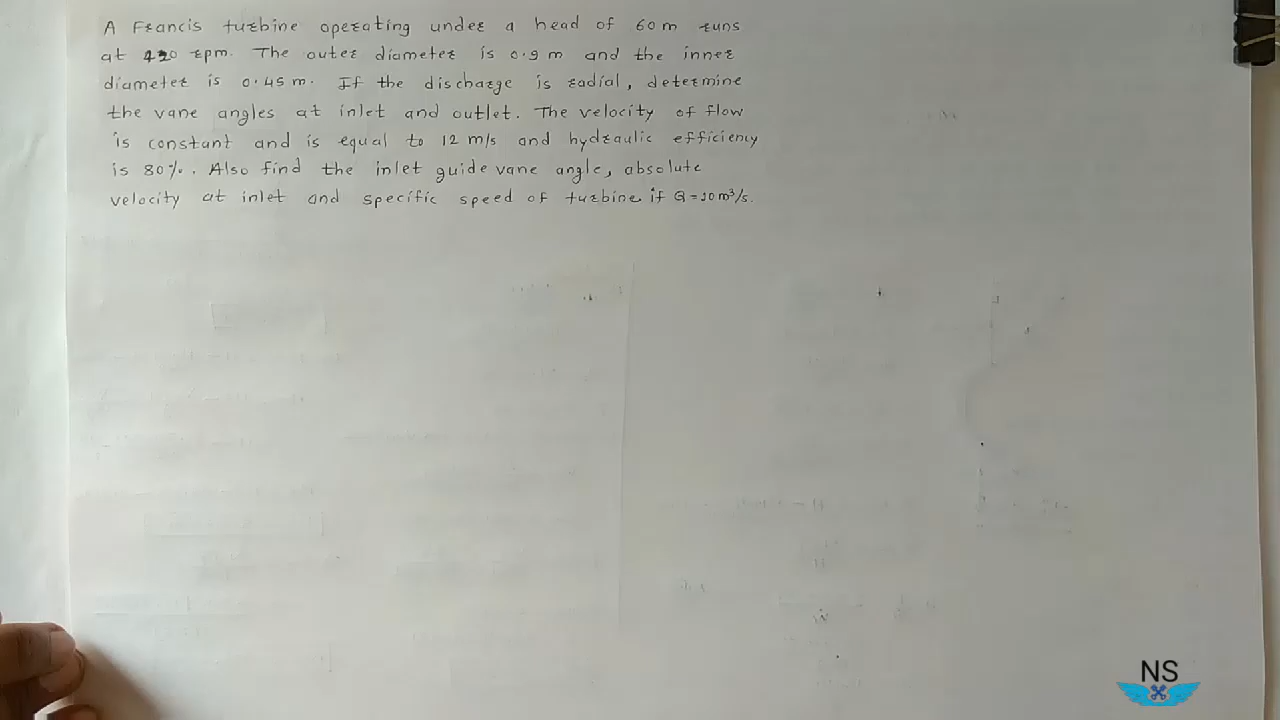 A Francis turbine operating under a head of 60 m runs
at 420 rpm. The outer diameter is 0.9 m and the inner
diameter is 0.45 m. If the discharge is radial, determine
the vane angles at inlet and outlet. The velocity of flow
is constant and is equal to 12 m/s and hydraulic efficiency
is 80%. Also find the inlet guide vane angle, absolute
velocity at inlet and specific speed of turbine if Q=10m³/s.
NS